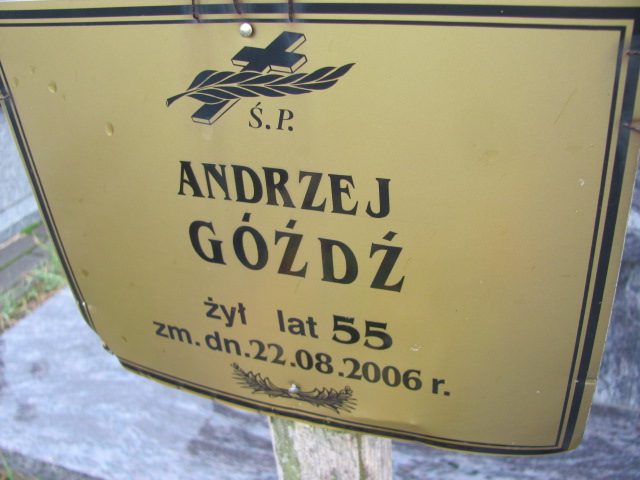 Ś.P.
ANDRZEJ
GÓŹDŹ
żył lat 55
zm. dn. 22.08.2006 r.